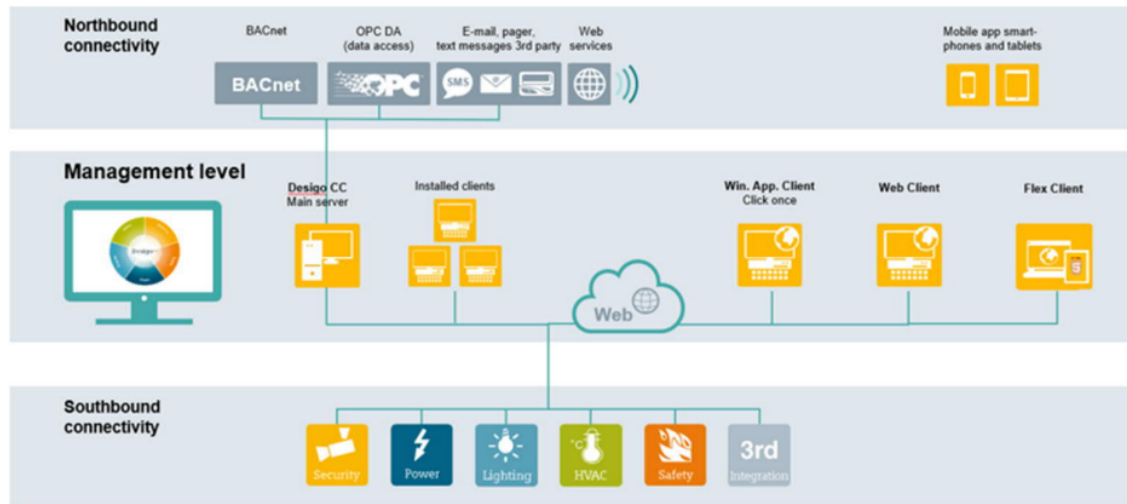 Northbound
connectivity
BACnet
OPC DA
(data access)
E-mail, pager,
text messages 3rd party
Web
services
Mobile app smart-
phones and tablets
BACnet
OPC
SMS
Management level
Desigo CC
Main server
Installed clients
Win. App. Client
Click once
Web Client
Flex Client
Desigo
Web
5
Southbound
connectivity
Security
Power
Lighting
°C
HVAC
Safety
3rd
Integration